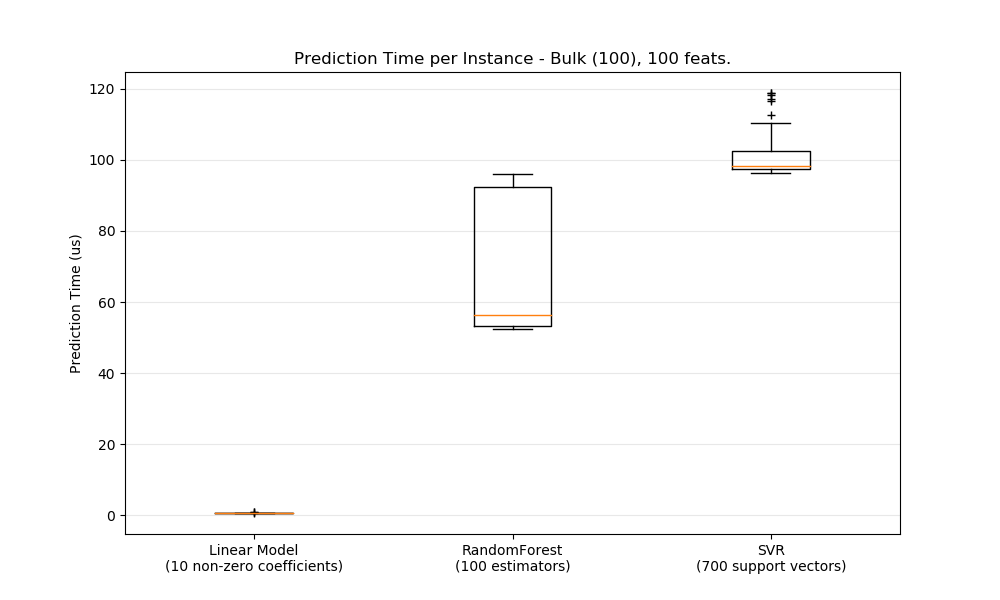 Prediction Time per Instance - Bulk (100), 100 feats.
Prediction Time (us)
120
100
80
60
40
20
0
Linear Model
(10 non-zero coefficients)
RandomForest
(100 estimators)
SVR
(700 support vectors)